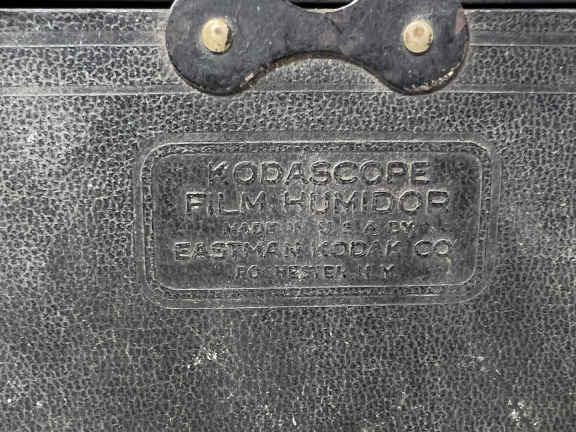 KODASCOPE
FILM HUMIDOR
MADE IN U.S.A. BY
EASTMAN KODAK CO.
ROCHESTER, N.Y.